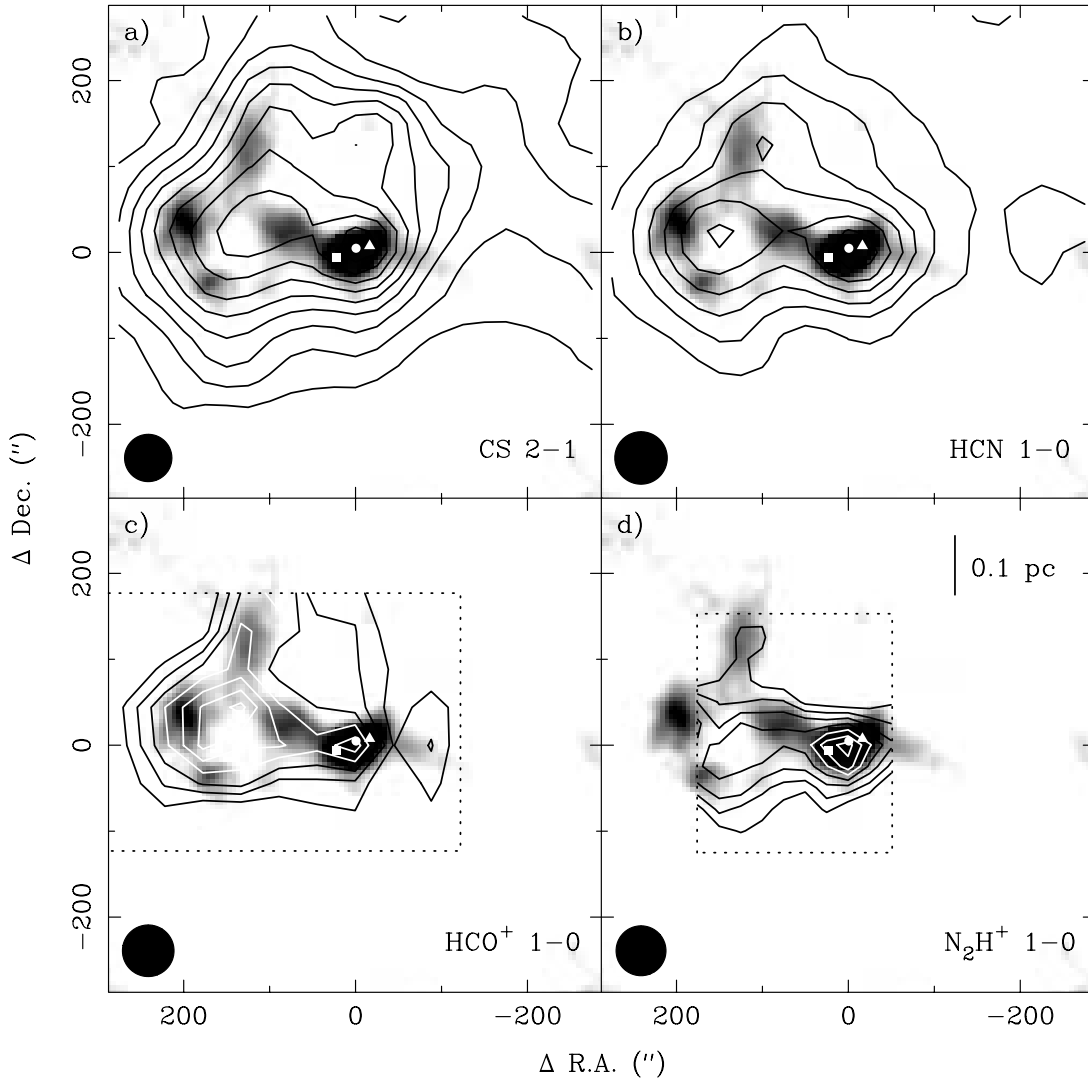 a)
b)
200
0
−200
CS 2−1
HCN 1−0
c)
d)
200
0
−200
0.1 pc
HCO⁺ 1−0
N₂H⁺ 1−0
200
0
−200
200
0
−200
Δ Dec. (″)
Δ R.A. (″)